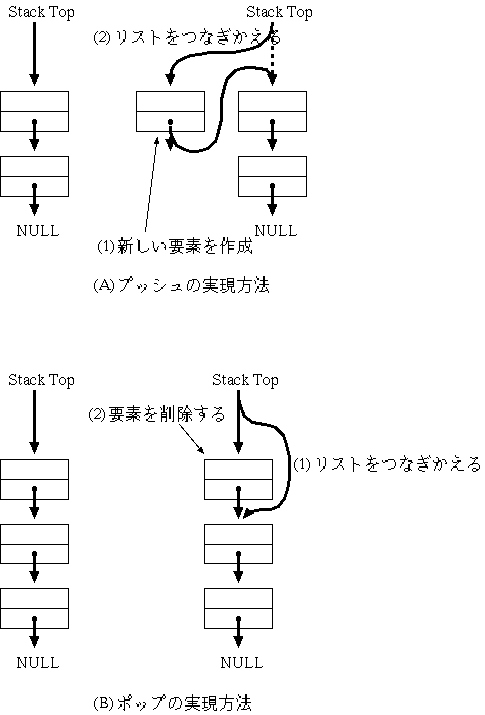 Stack Top
Stack Top
(2)リストをつなぎかえる
NULL
NULL
(1)新しい要素を作成
(A)プッシュの実現方法
Stack Top
Stack Top
(2)要素を削除する
(1)リストをつなぎかえる
NULL
NULL
(B)ポップの実現方法